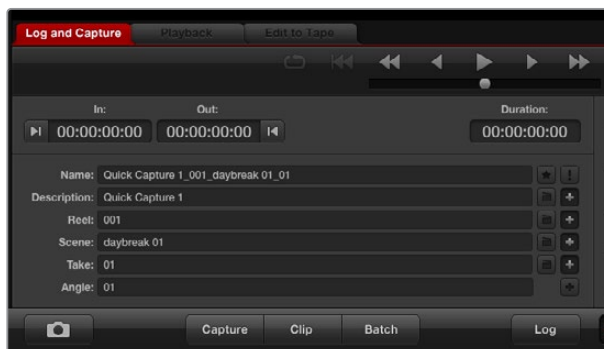 Log and Capture Playback Edit to Tape
In: Out: Duration:
00:00:00:00 00:00:00:00 00:00:00:00
Name: Quick Capture 1_001_daybreak 01_01
Description: Quick Capture 1
Reel: 001
Scene: daybreak 01
Take: 01
Angle: 01
Capture Clip Batch Log